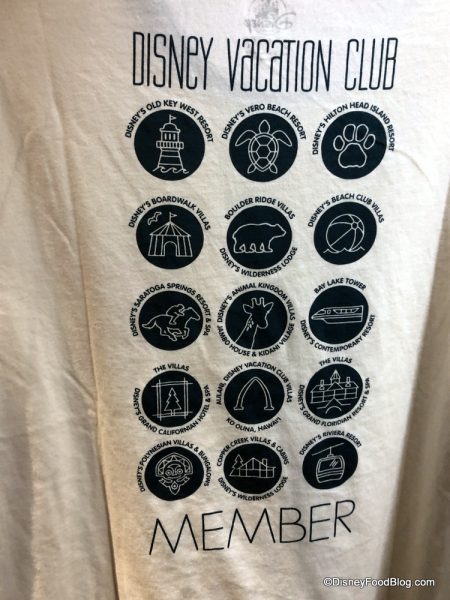 DISNEY VACATION CLUB
DISNEY'S OLD KEY WEST RESORT
DISNEY'S VERO BEACH RESORT
DISNEY'S HILTON HEAD ISLAND RESORT
DISNEY'S BOARDWALK VILLAS
BOULDER RIDGE VILLAS
DISNEY'S WILDERNESS LODGE
DISNEY'S BEACH CLUB VILLAS
DISNEY'S SARATOGA SPRINGS RESORT & SPA
DISNEY'S ANIMAL KINGDOM VILLAS
JAMBO HOUSE & KIDANI VILLAGE
BAY LAKE TOWER
DISNEY'S CONTEMPORARY RESORT
THE VILLAS
DISNEY'S GRAND CALIFORNIAN HOTEL & SPA
AULANI, DISNEY VACATION CLUB VILLAS
KO OLINA, HAWAI'I
THE VILLAS
DISNEY'S GRAND FLORIDIAN RESORT & SPA
DISNEY'S POLYNESIAN VILLAS & BUNGALOWS
COPPER CREEK VILLAS & CABINS
DISNEY'S WILDERNESS LODGE
DISNEY'S RIVIERA RESORT
MEMBER
©DisneyFoodBlog.com